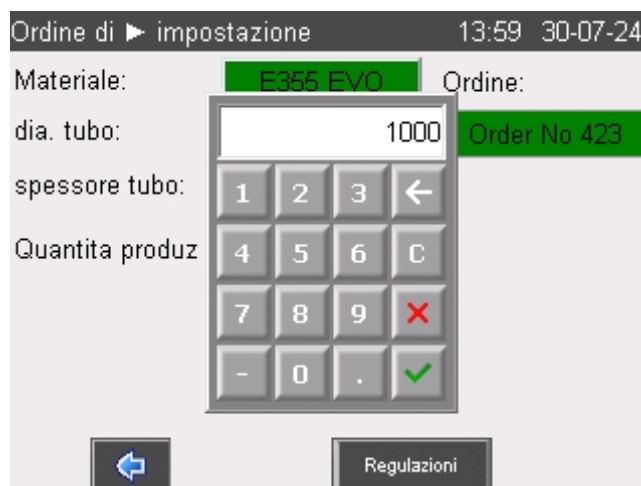 Ordine di ► impostazione 13:59 30-07-24
Materiale: E355 EVO Ordine:
dia. tubo: 1000 Order No 423
spessore tubo: 1 2 3 ←
Quantita produz 4 5 6 C
7 8 9
- 0 .
Regulazioni